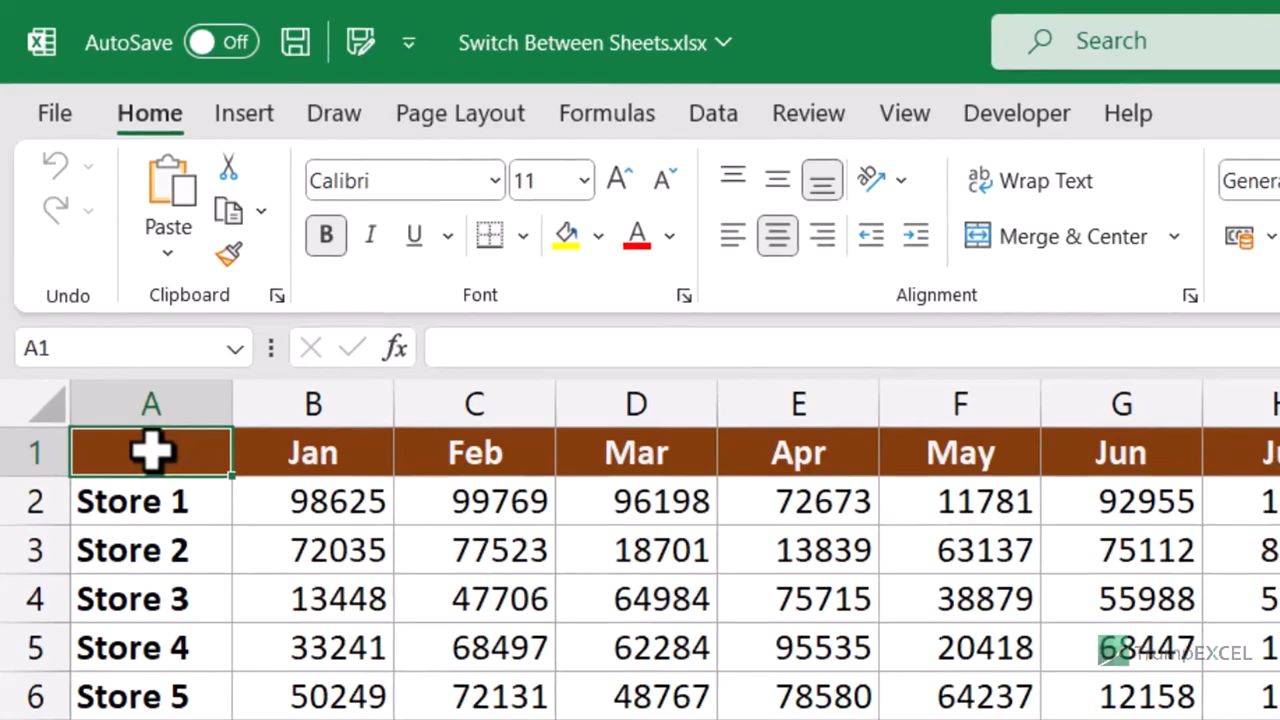 AutoSave Off Switch Between Sheets.xlsx Search
File Home Insert Draw Page Layout Formulas Data Review View Developer Help
Paste
Undo Clipboard
Calibri 11 A A
B I U A
Font
ab Wrap Text
Merge & Center
Alignment
A1 fx
A B C D E F G
1 Jan Feb Mar Apr May Jun
2 Store 1 98625 99769 96198 72673 11781 92955
3 Store 2 72035 77523 18701 13839 63137 75112
4 Store 3 13448 47706 64984 75715 38879 55988
5 Store 4 33241 68497 62284 95535 20418 68447
6 Store 5 50249 72131 48767 78580 64237 12158
TrumpEXCEL